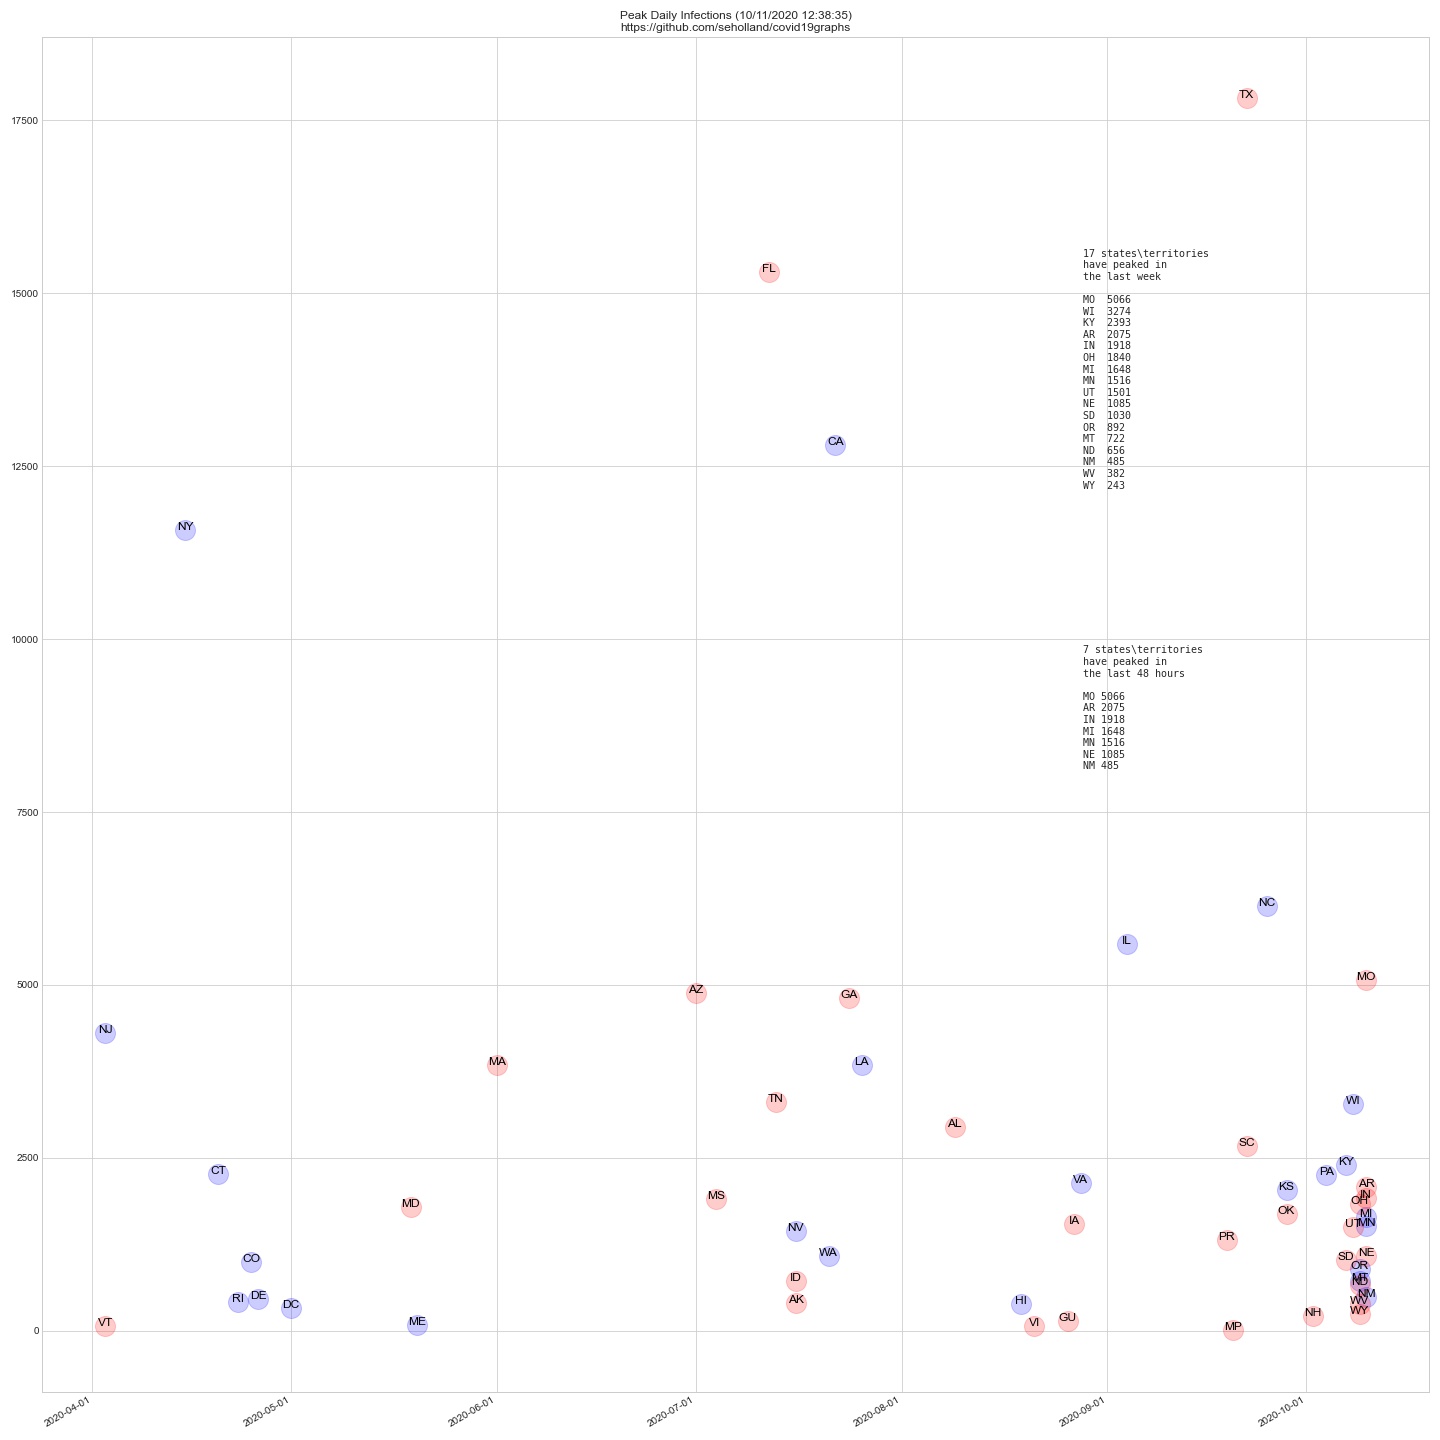 Peak Daily Infections (10/11/2020 12:38:35)
https://github.com/seholland/covid19graphs
TX
17500
17 states\territories
have peaked in
the last week
FL
15000
MO 5066
WI 3274
KY 2393
AR 2075
IN 1918
OH 1840
MI 1648
MN 1516
UT 1501
NE 1085
SD 1030
OR 892
MT 722
ND 656
NM 485
WV 382
WY 243
CA
12500
NY
10000
7 states\territories
have peaked in
the last 48 hours
MO 5066
AR 2075
IN 1918
MI 1648
MN 1516
NE 1085
NM 485
7500
NC
IL
MO
5000
AZ
GA
NJ
MA
LA
TN
WI
AL
SC
2500
KY
CT
PA
VA
AR
KS
IN
MS
OH
MD
OK
MI
IA
UT
MN
NV
PR
WA
NE
SD
CO
OR
ID
MT
ND
NM
DE
RI
AK
HI
WV
DC
WY
NH
GU
ME
VT
VI
MP
0
2020-04-01
2020-05-01
2020-06-01
2020-07-01
2020-08-01
2020-09-01
2020-10-01